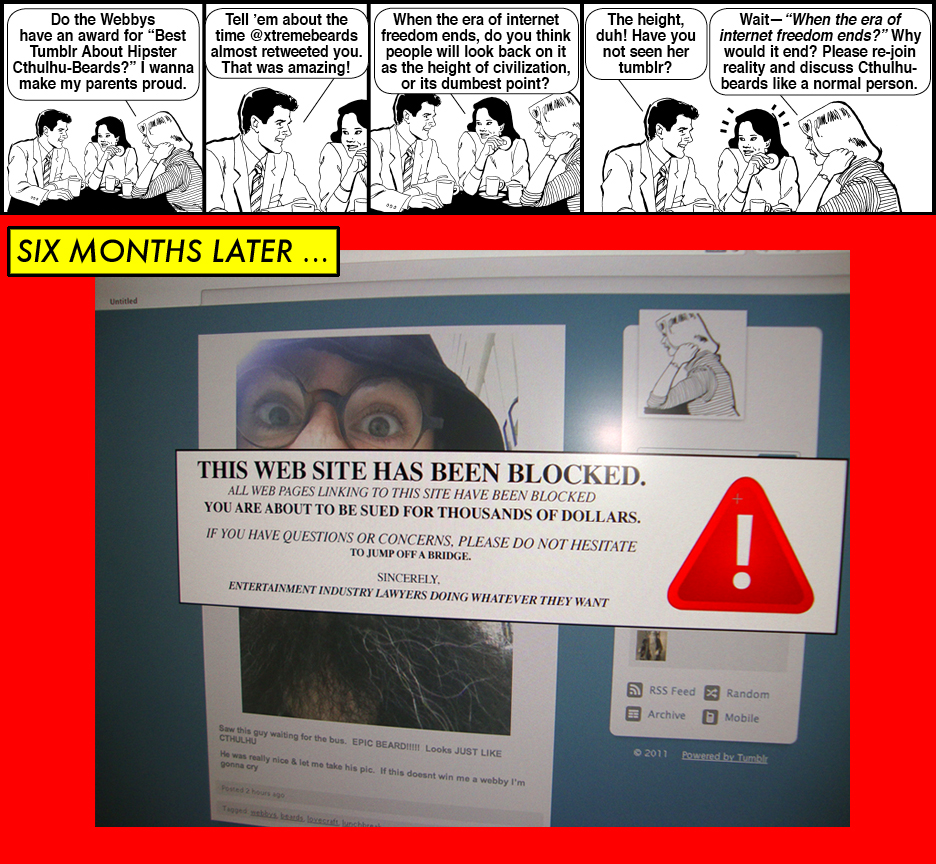 Do the Webbys
have an award for “Best
Tumblr About Hipster
Cthulhu-Beards?” I wanna
make my parents proud.
Tell ’em about the
time @xtremebeards
almost retweeted you.
That was amazing!
When the era of internet
freedom ends, do you think
people will look back on it
as the height of civilization,
or its dumbest point?
The height,
duh! Have you
not seen her
tumblr?
Wait—“When the era of
internet freedom ends?” Why
would it end? Please re-join
reality and discuss Cthulhu-
beards like a normal person.
SIX MONTHS LATER ...
Untitled
THIS WEB SITE HAS BEEN BLOCKED.
ALL WEB PAGES LINKING TO THIS SITE HAVE BEEN BLOCKED
YOU ARE ABOUT TO BE SUED FOR THOUSANDS OF DOLLARS.
IF YOU HAVE QUESTIONS OR CONCERNS, PLEASE DO NOT HESITATE
TO JUMP OFF A BRIDGE.
SINCERELY,
ENTERTAINMENT INDUSTRY LAWYERS DOING WHATEVER THEY WANT
!
Saw this guy waiting for the bus. EPIC BEARD!!!!! Looks JUST LIKE
CTHULHU
He was really nice & let me take his pic. If this doesnt win me a webby I'm
gonna cry
Posted 2 hours ago
Tagged: webbys, beards, lovecraft, lunchbreak
RSS Feed
Random
Archive
Mobile
© 2011 Powered by Tumblr